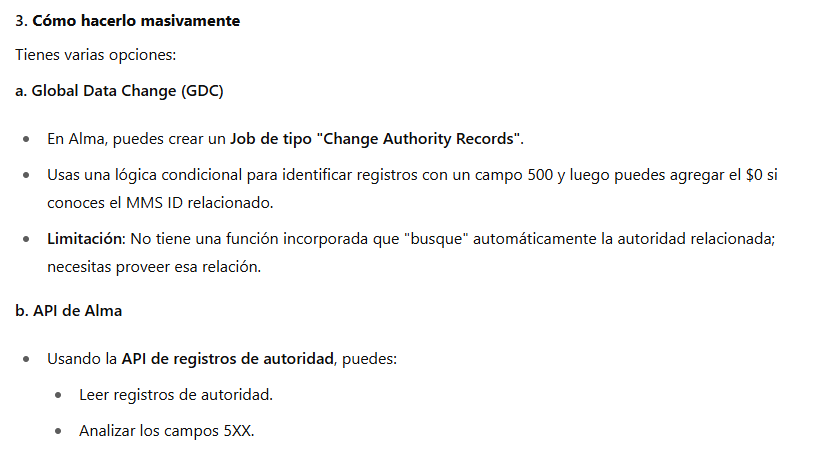 3. Cómo hacerlo masivamente
Tienes varias opciones:
a. Global Data Change (GDC)
• En Alma, puedes crear un Job de tipo "Change Authority Records".
• Usas una lógica condicional para identificar registros con un campo 500 y luego puedes agregar el $0 si
conoces el MMS ID relacionado.
• Limitación: No tiene una función incorporada que "busque" automáticamente la autoridad relacionada;
necesitas proveer esa relación.
b. API de Alma
• Usando la API de registros de autoridad, puedes:
• Leer registros de autoridad.
• Analizar los campos 5XX.